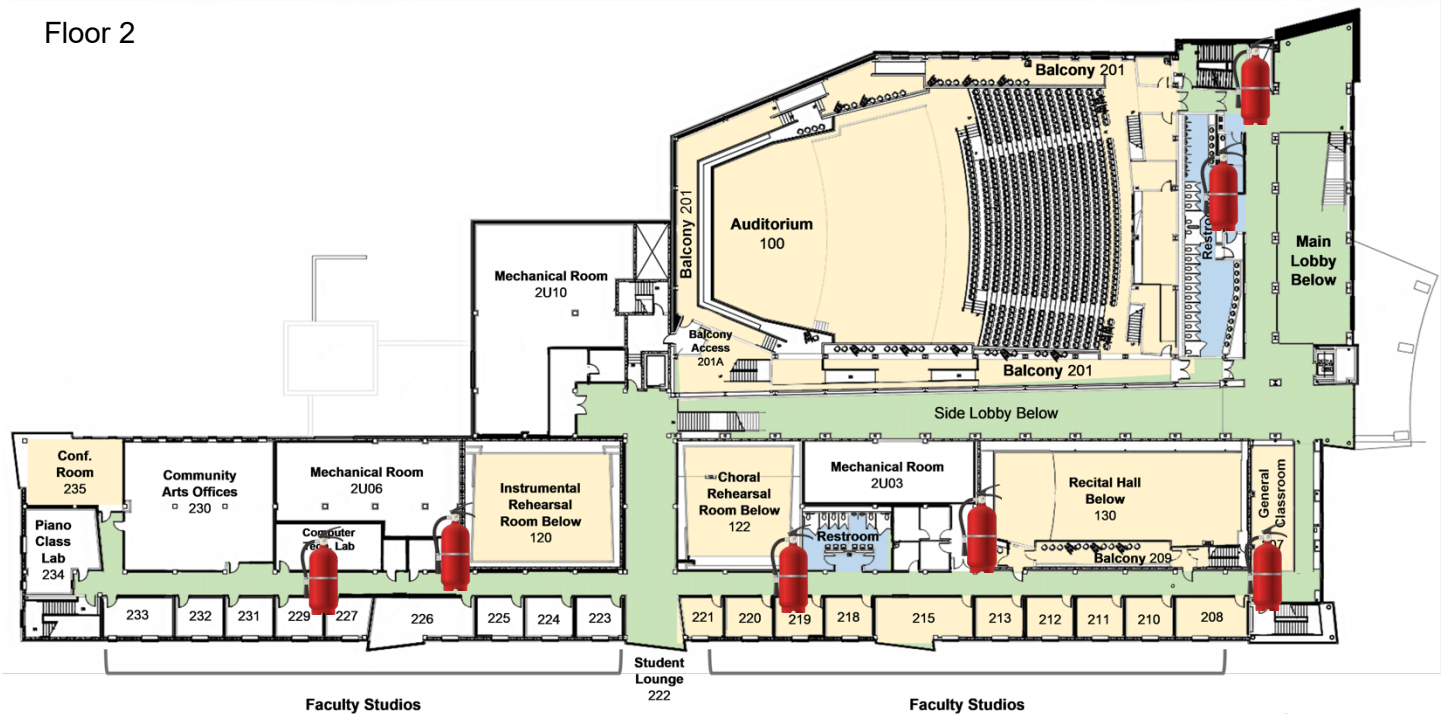 Floor 2
Balcony 201
Balcony 201
Auditorium
100
Main
Lobby
Below
Mechanical Room
2U10
Balcony
Access
201A
Balcony 201
Side Lobby Below
Conf.
Room
235
Community
Arts Offices
230
Mechanical Room
2U06
Instrumental
Rehearsal
Room Below
120
Choral
Rehearsal
Room Below
122
Mechanical Room
2U03
Recital Hall
Below
130
General
Classroom
Piano
Class
Lab
234
Computer
Lab
Restroom
Balcony 209
233
232
231
229
227
226
225
224
223
221
220
219
218
215
213
212
211
210
208
Student
Lounge
222
Faculty Studios
Faculty Studios